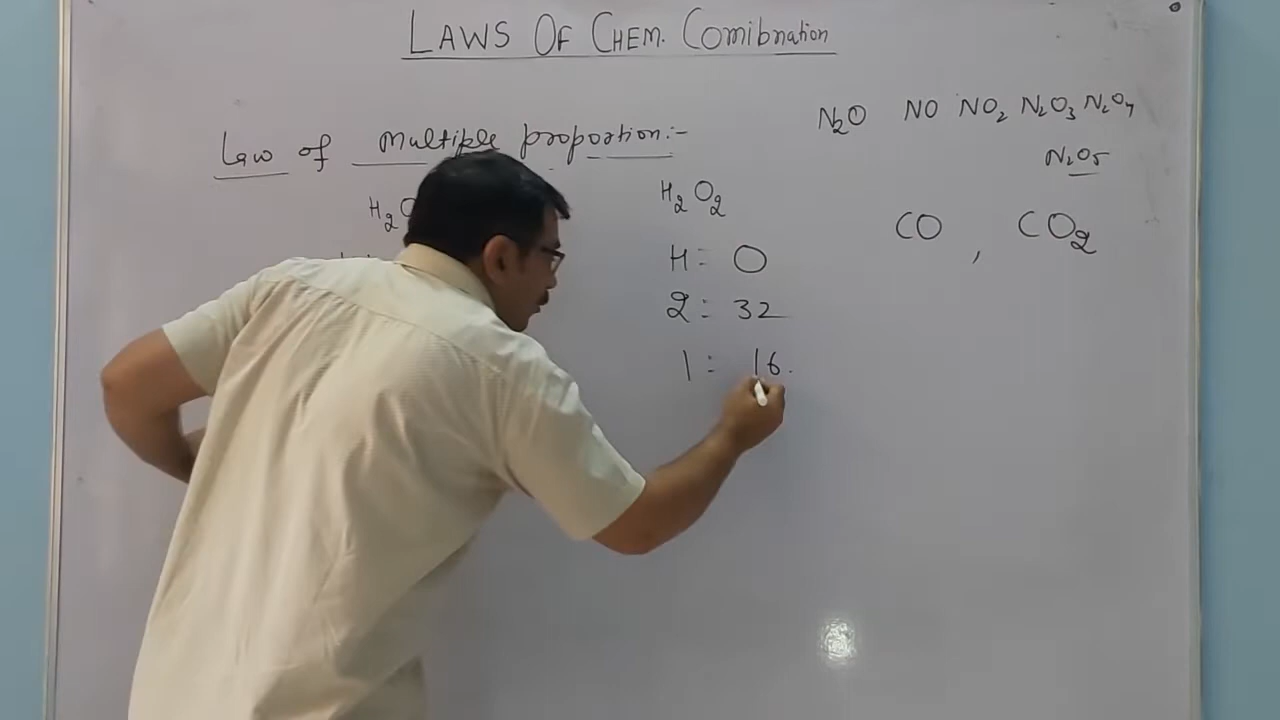 LAWS OF CHEM. Comibnation
N₂O NO NO₂ N₂O₃ N₂O₄
Law of multiple proportion:-
N₂O₅
H₂O H₂O₂
CO , CO₂
H : O
2 : 32
1 : 16.